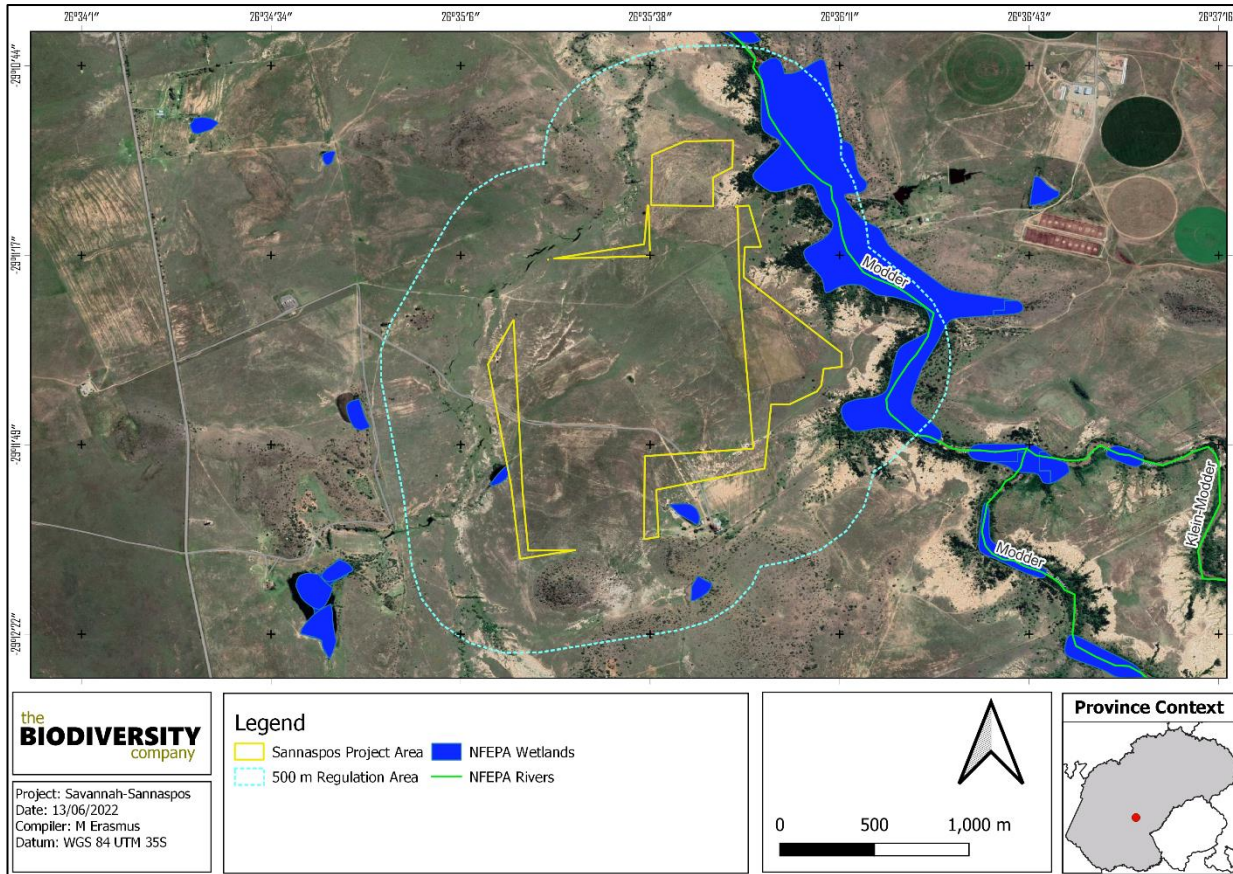 26°34'1" 26°34'34" 26°35'6" 26°35'38" 26°36'11" 26°36'43" 26°37'16
-29°10'44"
-29°11'17"
-29°11'49"
-29°12'22"
Modder
Modder
Klein-Modder
the
BIODIVERSITY
company
Project: Savannah-Sannaspos
Date: 13/06/2022
Compiler: M Erasmus
Datum: WGS 84 UTM 35S
Legend
Sannaspos Project Area NFEPA Wetlands
500 m Regulation Area NFEPA Rivers
0 500 1,000 m
Province Context